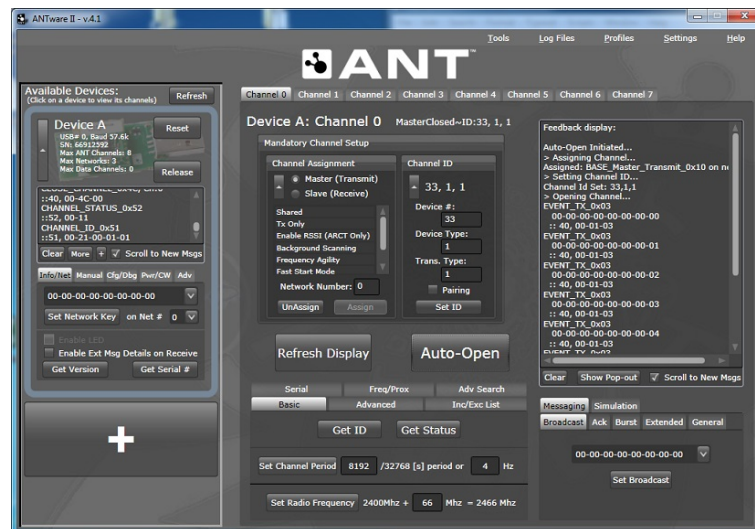 ANTware II - v.4.1
Tools Log Files Profiles Settings Help
ANT
Available Devices:
(Click on a device to view its channels)
Refresh
Device A
USB# 0, Baud 57.6k
SN: 66912592
Max ANT Channels: 8
Max Networks: 3
Max Data Channels: 0
Reset
Release
::40, 00-4C-00
CHANNEL_STATUS_0x52
::52, 00-11
CHANNEL_ID_0x51
::51, 00-21-00-01-01
Clear More + Scroll to New Msgs
Info/Net Manual Cfg/Dbg Pwr/CW Adv
00-00-00-00-00-00-00-00
Set Network Key on Net # 0
Enable LED
Enable Ext Msg Details on Receive
Get Version Get Serial #
+
Channel 0 Channel 1 Channel 2 Channel 3 Channel 4 Channel 5 Channel 6 Channel 7
Device A: Channel 0 MasterClosed~ID:33, 1, 1
Mandatory Channel Setup
Channel Assignment
Master (Transmit)
Slave (Receive)
Shared
Tx Only
Enable RSSI (ARCT Only)
Background Scanning
Frequency Agility
Fast Start Mode
Network Number: 0
UnAssign Assign
Channel ID
33, 1, 1
Device #:
33
Device Type:
1
Trans. Type:
1
Pairing
Set ID
Refresh Display Auto-Open
Serial Freq/Prox Adv Search
Basic Advanced Inc/Exc List
Get ID Get Status
Set Channel Period 8192 /32768 [s] period or 4 Hz
Set Radio Frequency 2400Mhz + 66 Mhz = 2466 Mhz
Feedback display:
Auto-Open Initiated...
> Assigning Channel...
Assigned: BASE_Master_Transmit_0x10 on ne
> Setting Channel ID...
Channel Id Set: 33,1,1
> Opening Channel...
EVENT_TX_0x03
00-00-00-00-00-00-00-00
:: 40, 00-01-03
EVENT_TX_0x03
00-00-00-00-00-00-00-01
:: 40, 00-01-03
EVENT_TX_0x03
00-00-00-00-00-00-00-02
:: 40, 00-01-03
EVENT_TX_0x03
00-00-00-00-00-00-00-03
:: 40, 00-01-03
EVENT_TX_0x03
00-00-00-00-00-00-00-04
:: 40, 00-01-03
EVENT_TX_0x03
Clear Show Pop-out Scroll to New Msgs
Messaging Simulation
Broadcast Ack Burst Extended General
00-00-00-00-00-00-00-00
Set Broadcast